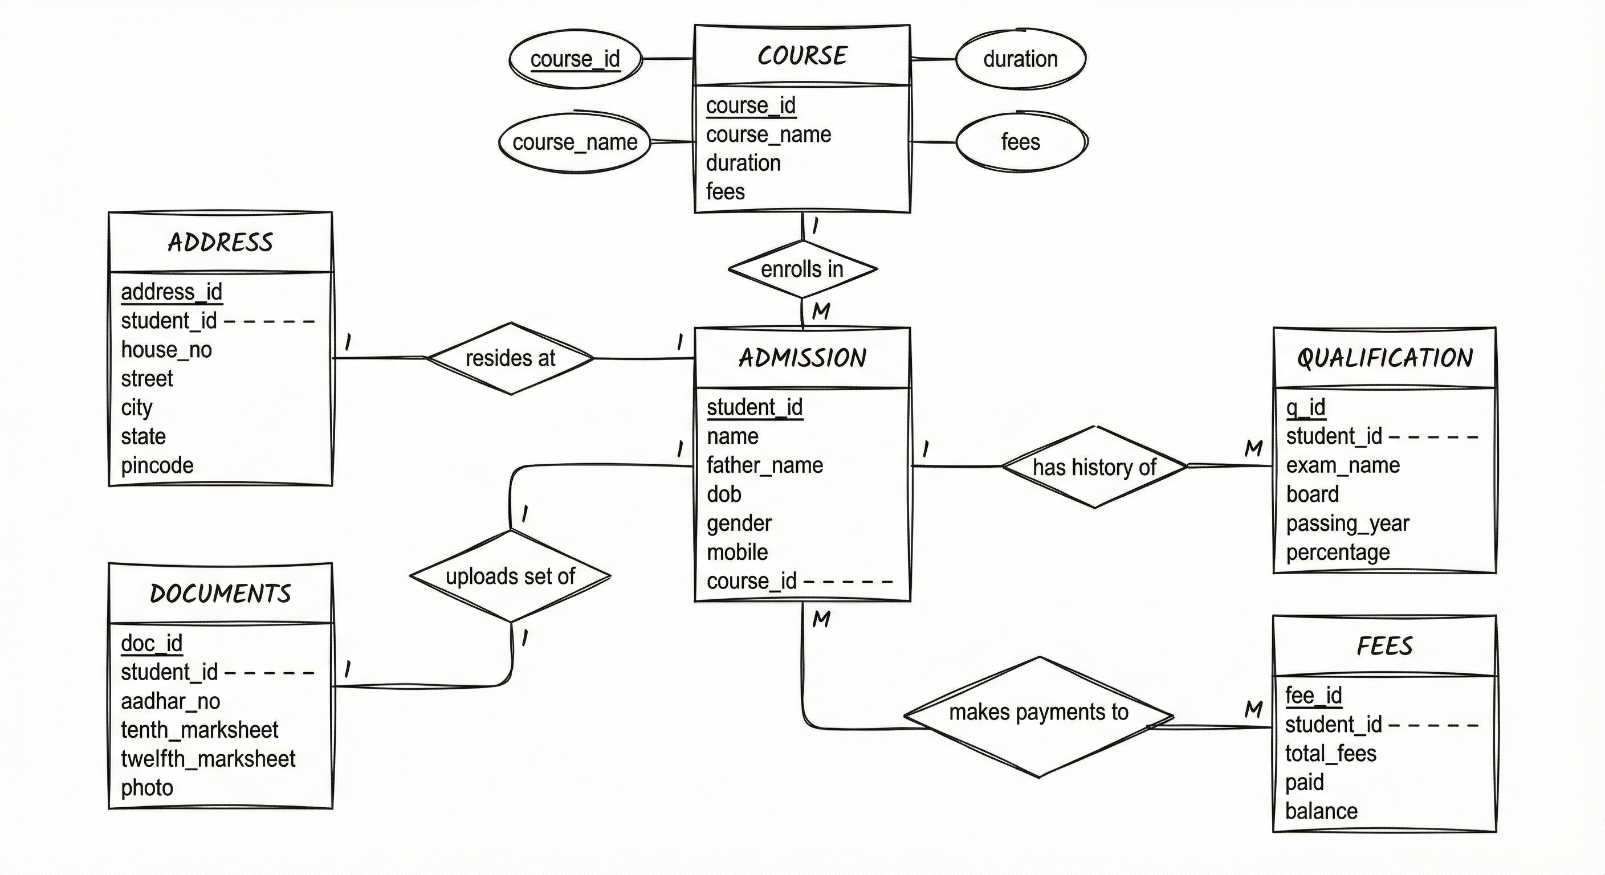 course_id
course_name
COURSE
course_id
course_name
duration
fees
duration
fees
1
enrolls in
M
ADDRESS
address_id
student_id
house_no
street
city
state
pincode
1
resides at
1
ADMISSION
student_id
name
father_name
dob
gender
mobile
course_id
1
has history of
M
QUALIFICATION
q_id
student_id
exam_name
board
passing_year
percentage
1
1
uploads set of
1
1
DOCUMENTS
doc_id
student_id
aadhar_no
tenth_marksheet
twelfth_marksheet
photo
M
makes payments to
M
FEES
fee_id
student_id
total_fees
paid
balance